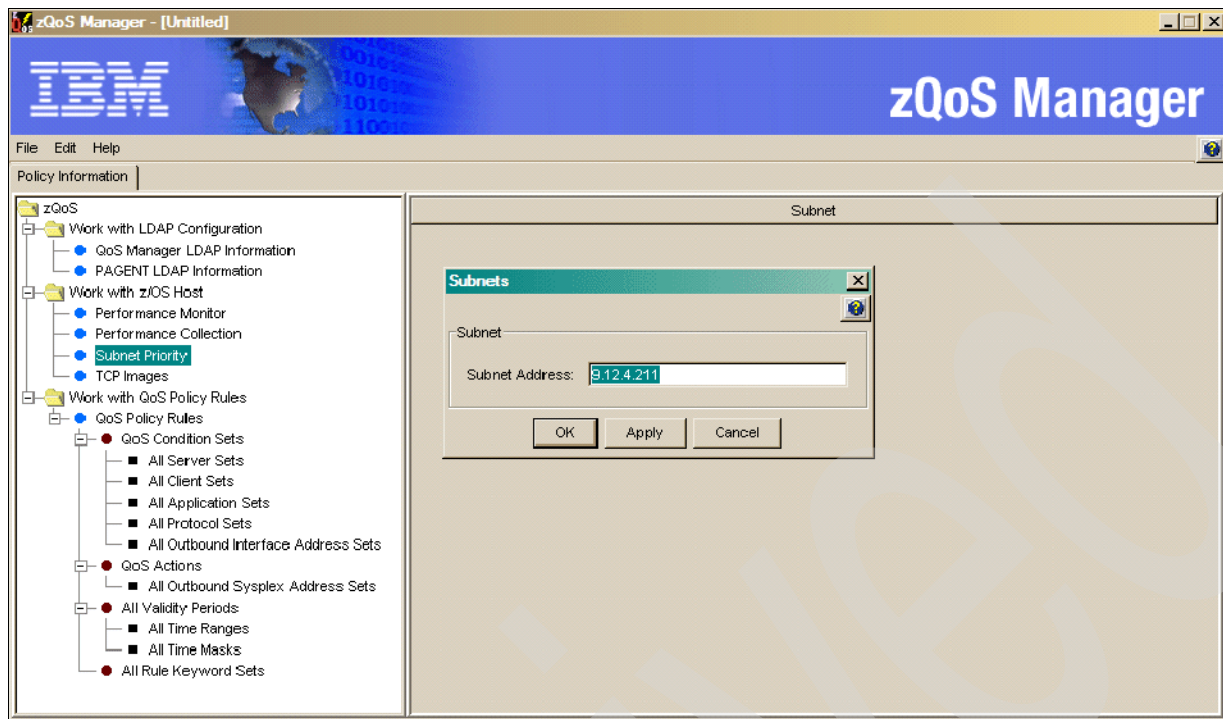 zQoS Manager - [Untitled]
IBM
zQoS Manager
File Edit Help
Policy Information
zQoS
Work with LDAP Configuration
QoS Manager LDAP Information
PAGENT LDAP Information
Work with z/OS Host
Performance Monitor
Performance Collection
Subnet Priority
TCP Images
Work with QoS Policy Rules
QoS Policy Rules
QoS Condition Sets
All Server Sets
All Client Sets
All Application Sets
All Protocol Sets
All Outbound Interface Address Sets
QoS Actions
All Outbound Sysplex Address Sets
All Validity Periods
All Time Ranges
All Time Masks
All Rule Keyword Sets
Subnet
Subnets
Subnet
Subnet Address: 9.12.4.211
OK Apply Cancel